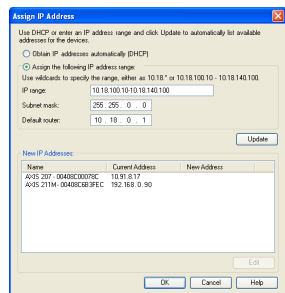 Assign IP Address
Use DHCP or enter an IP address range and click Update to automatically list available
addresses for the devices.
Obtain IP addresses automatically (DHCP)
Assign the following IP address range:
Use wildcards to specify the range, either as 10.18.* or 10.18.100.10 - 10.18.140.100.
IP range: 10.18.100.10-10.18.140.100
Subnet mask: 255 . 255 . 0 . 0
Default router: 10 . 18 . 0 . 1
Update
New IP Addresses:
Name Current Address New Address
AXIS 207 - 00408C00078C 10.91.8.17
AXIS 211M - 00408C6B3FEC 192.168.0.90
Edit
OK Cancel Help